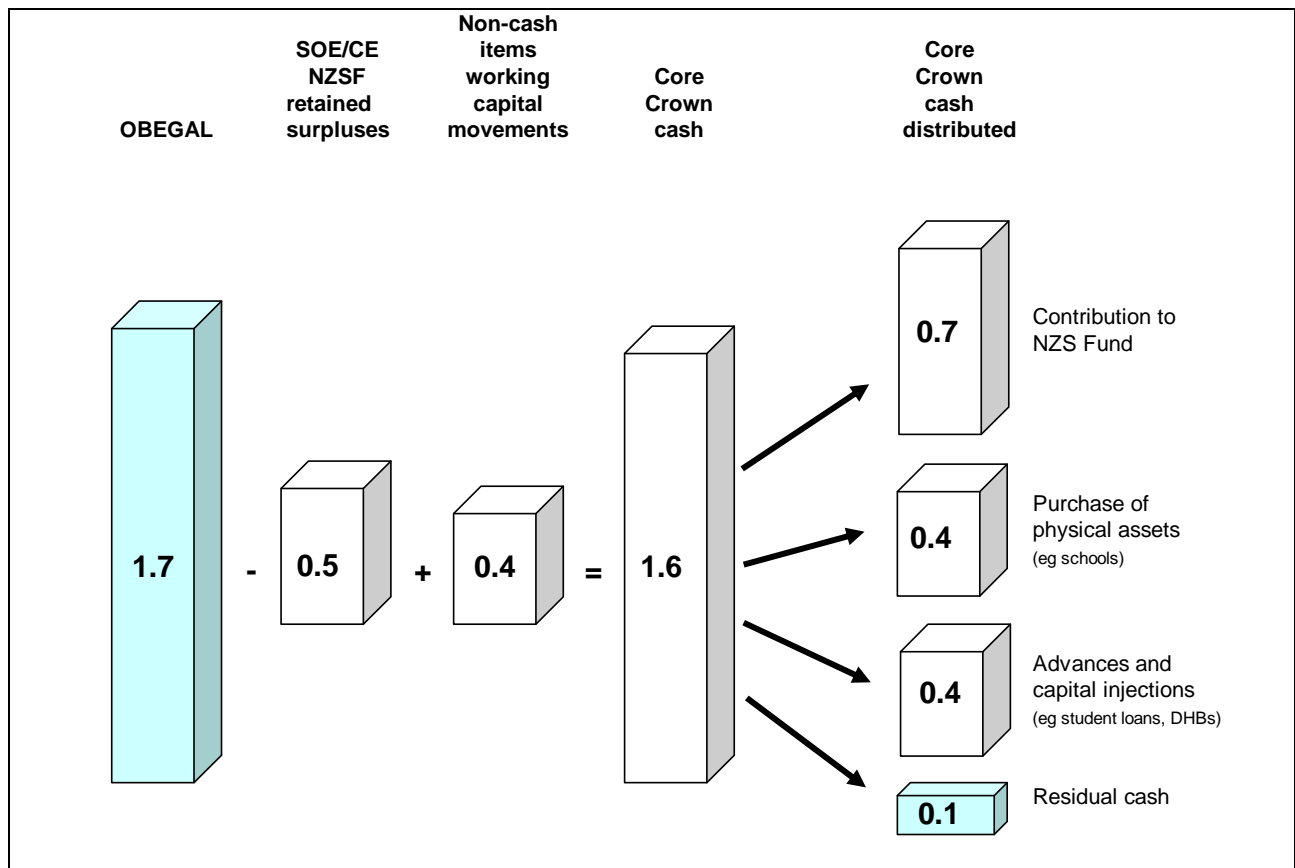 OBEGAL
SOE/CE
NZSF
retained
surpluses
Non-cash
items
working
capital
movements
Core
Crown
cash
Core
Crown
cash
distributed
1.7
-
0.5
+
0.4
=
1.6
0.7
Contribution to
NZS Fund
0.4
Purchase of
physical assets
(eg schools)
0.4
Advances and
capital injections
(eg student loans, DHBs)
0.1
Residual cash